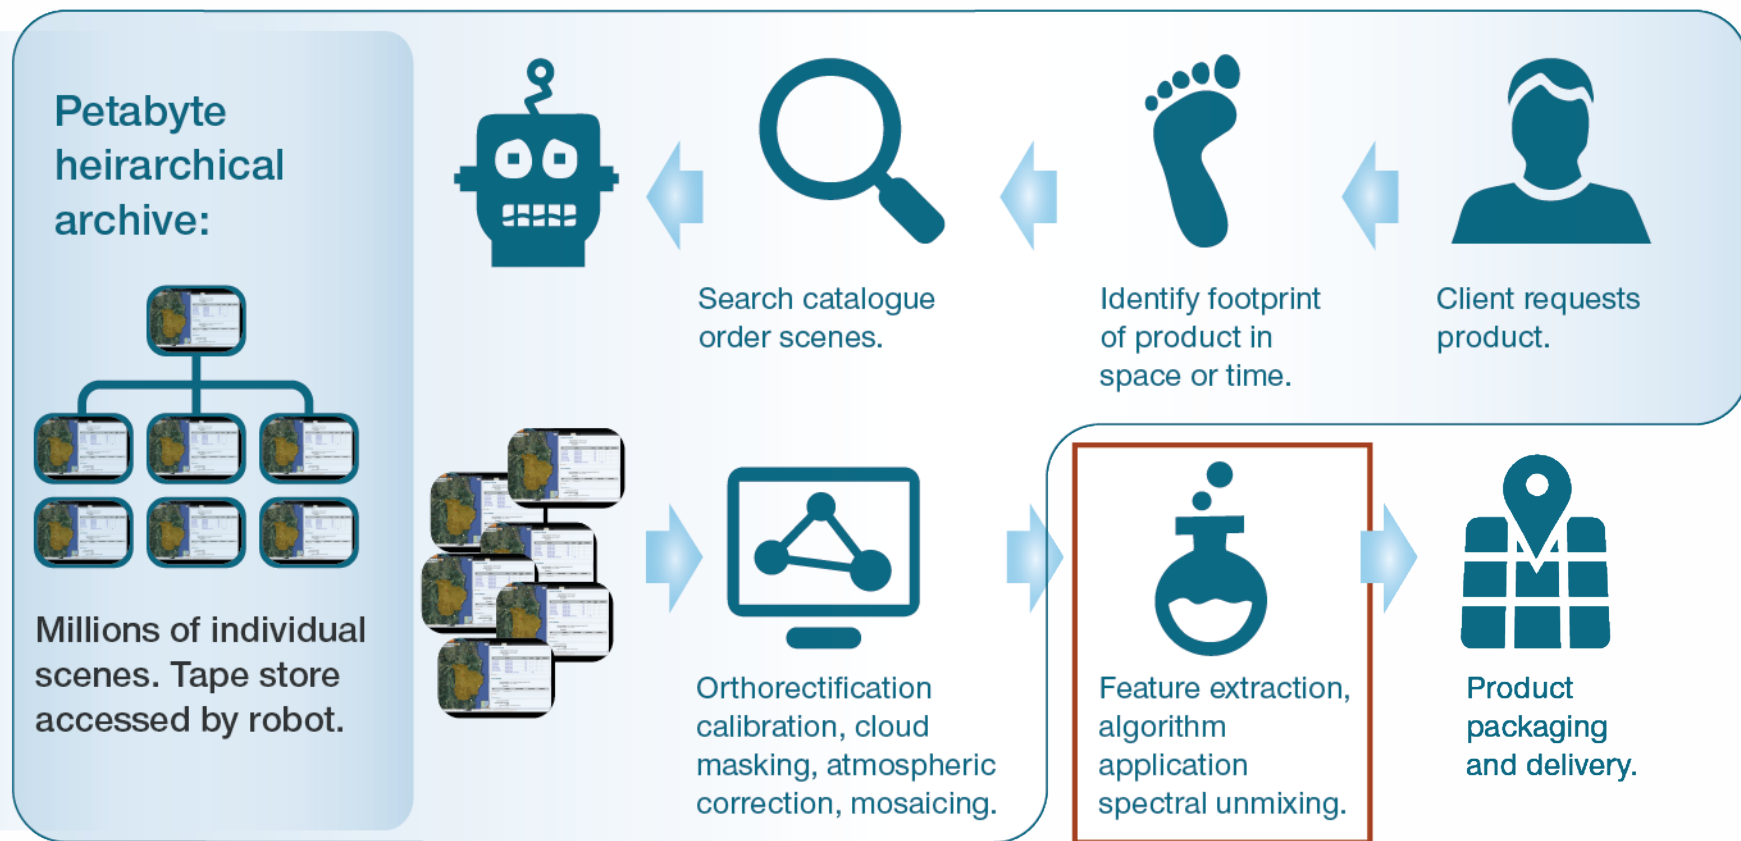 Petabyte
heirarchical
archive:
Millions of individual
scenes. Tape store
accessed by robot.
Search catalogue
order scenes.
Identify footprint
of product in
space or time.
Client requests
product.
Orthorectification
calibration, cloud
masking, atmospheric
correction, mosaicing.
Feature extraction,
algorithm
application
spectral unmixing.
Product
packaging
and delivery.